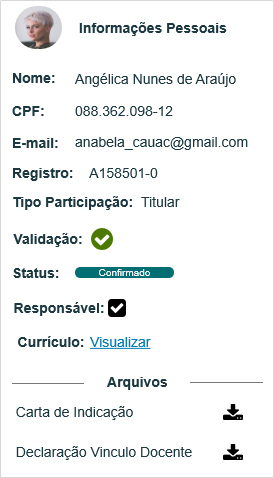 Informações Pessoais
Nome: Angélica Nunes de Araújo
CPF: 088.362.098-12
E-mail: anabela_cauac@gmail.com
Registro: A158501-0
Tipo Participação: Titular
Validação:
Status: Confirmado
Responsável:
Currículo: Visualizar
Arquivos
Carta de Indicação
Declaração Vinculo Docente